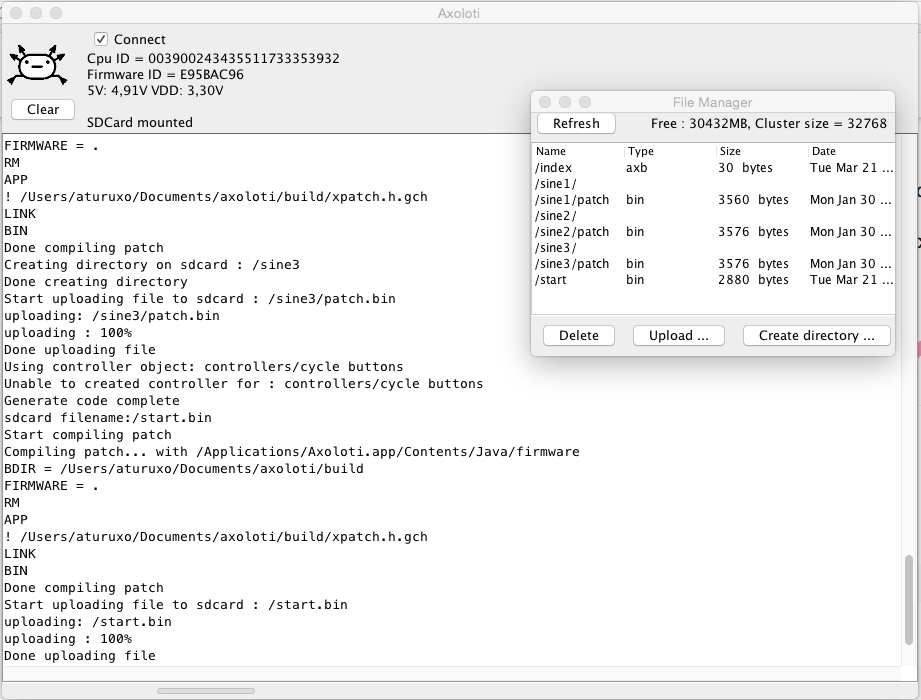 Axoloti
Connect
Cpu ID = 003900243435511733353932
Firmware ID = E95BAC96
5V: 4,91V VDD: 3,30V
Clear
SDCard mounted
FIRMWARE = .
RM
APP
! /Users/aturuxo/Documents/axoloti/build/xpatch.h.gch
LINK
BIN
Done compiling patch
Creating directory on sdcard : /sine3
Done creating directory
Start uploading file to sdcard : /sine3/patch.bin
uploading: /sine3/patch.bin
uploading : 100%
Done uploading file
Using controller object: controllers/cycle buttons
Unable to created controller for : controllers/cycle buttons
Generate code complete
sdcard filename:/start.bin
Start compiling patch
Compiling patch... with /Applications/Axoloti.app/Contents/Java/firmware
BDIR = /Users/aturuxo/Documents/axoloti/build
FIRMWARE = .
RM
APP
! /Users/aturuxo/Documents/axoloti/build/xpatch.h.gch
LINK
BIN
Done compiling patch
Start uploading file to sdcard : /start.bin
uploading: /start.bin
uploading : 100%
Done uploading file
File Manager
Refresh Free : 30432MB, Cluster size = 32768
Name Type Size Date
/index axb 30 bytes Tue Mar 21 ...
/sine1/
/sine1/patch bin 3560 bytes Mon Jan 30 ...
/sine2/
/sine2/patch bin 3576 bytes Mon Jan 30 ...
/sine3/
/sine3/patch bin 3576 bytes Mon Jan 30 ...
/start bin 2880 bytes Tue Mar 21 ...
Delete Upload ... Create directory ...